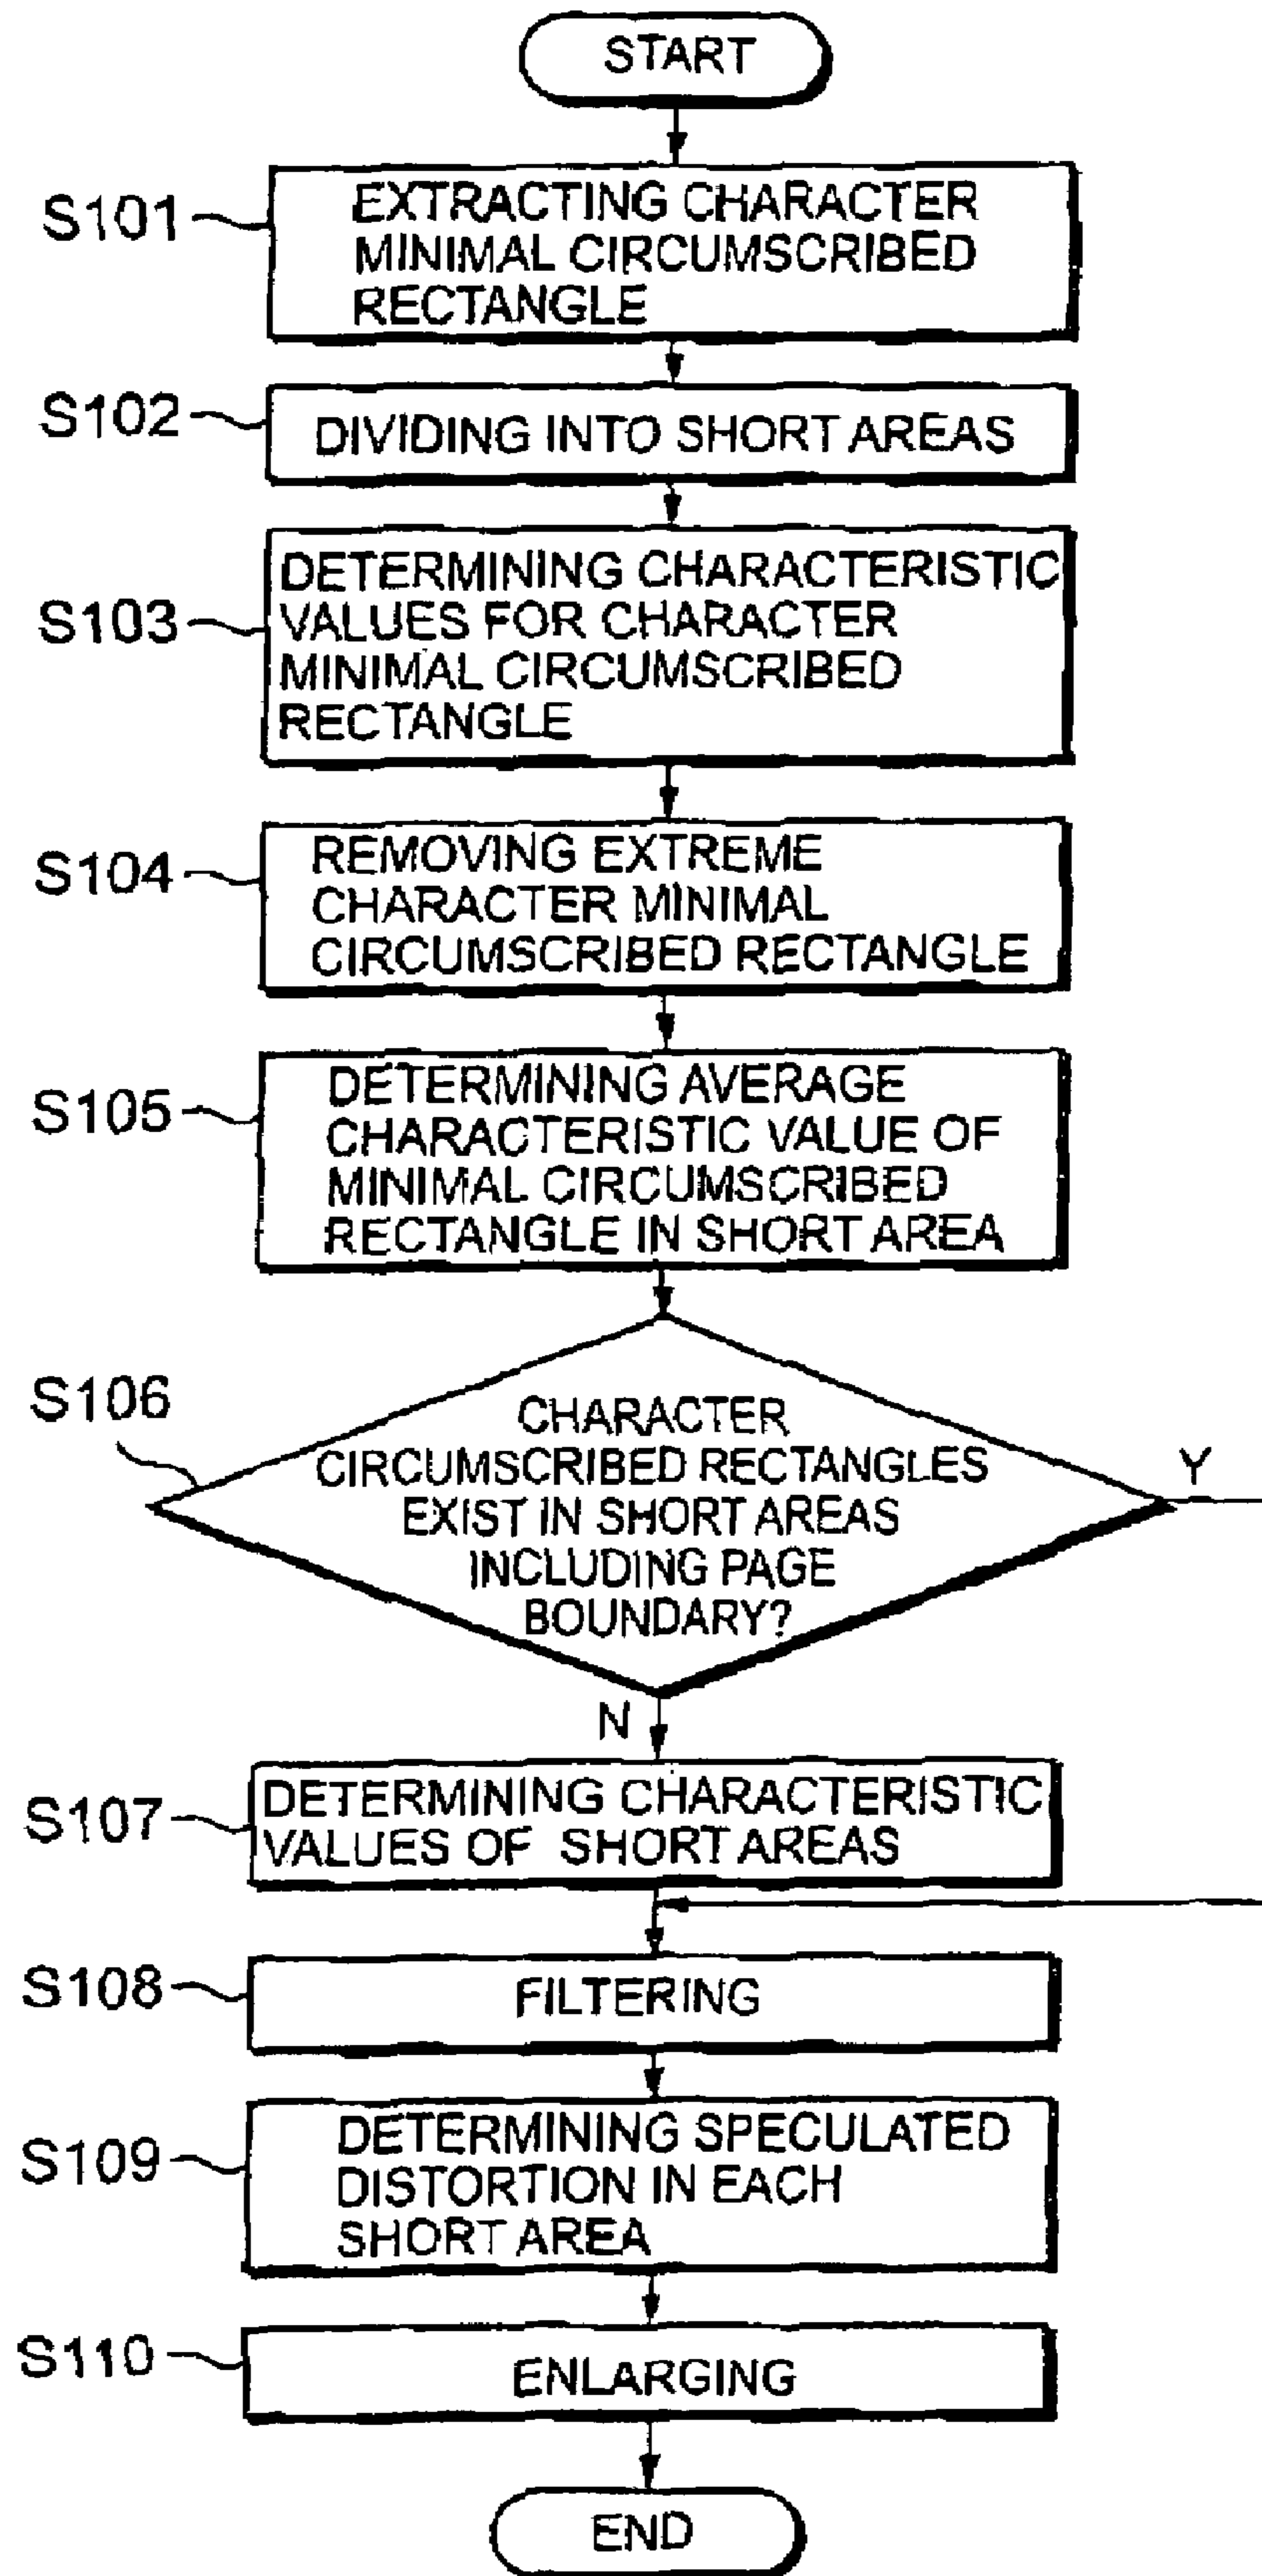 START
S101
EXTRACTING CHARACTER
MINIMAL CIRCUMSCRIBED
RECTANGLE
S102
DIVIDING INTO SHORT AREAS
S103
DETERMINING CHARACTERISTIC
VALUES FOR CHARACTER
MINIMAL CIRCUMSCRIBED
RECTANGLE
S104
REMOVING EXTREME
CHARACTER MINIMAL
CIRCUMSCRIBED RECTANGLE
S105
DETERMINING AVERAGE
CHARACTERISTIC VALUE OF
MINIMAL CIRCUMSCRIBED
RECTANGLE IN SHORT AREA
S106
CHARACTER
CIRCUMSCRIBED RECTANGLES
EXIST IN SHORT AREAS
INCLUDING PAGE
BOUNDARY?
Y
N
S107
DETERMINING CHARACTERISTIC
VALUES OF SHORT AREAS
S108
FILTERING
S109
DETERMINING SPECULATED
DISTORTION IN EACH
SHORT AREA
S110
ENLARGING
END